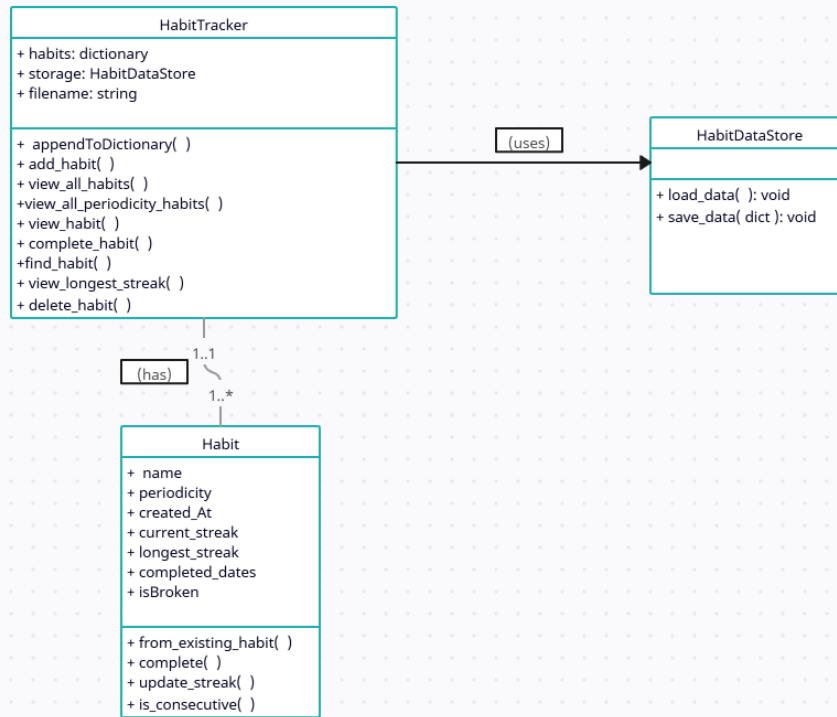 HabitTracker
+ habits: dictionary
+ storage: HabitDataStore
+ filename: string
+ appendToDictionary( )
+ add_habit( )
+ view_all_habits( )
+view_all_periodicity_habits( )
+ view_habit( )
+ complete_habit( )
+find_habit( )
+ view_longest_streak( )
+ delete_habit( )
(uses)
HabitDataStore
+ load_data( ): void
+ save_data( dict ): void
1..1
(has)
1..*
Habit
+ name
+ periodicity
+ created_At
+ current_streak
+ longest_streak
+ completed_dates
+ isBroken
+ from_existing_habit( )
+ complete( )
+ update_streak( )
+ is_consecutive( )